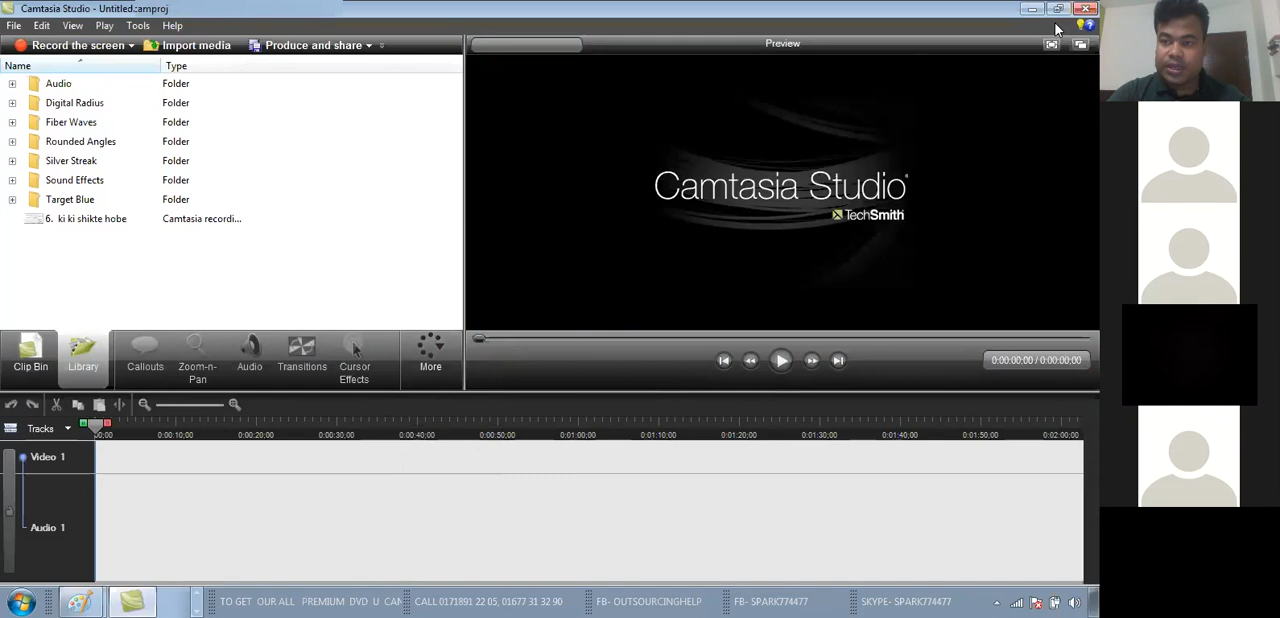 Camtasia Studio - Untitled.camproj
File Edit View Play Tools Help
Record the screen Import media Produce and share
Preview
Name Type
Audio Folder
Digital Radius Folder
Fiber Waves Folder
Rounded Angles Folder
Silver Streak Folder
Sound Effects Folder
Target Blue Folder
6. ki ki shikte hobe Camtasia recordi...
Camtasia Studio
TechSmith
Clip Bin Library Callouts Zoom-n-Pan Audio Transitions Cursor Effects More
0:00:00;00 / 0:00:00;00
Tracks 00;00 0:00:10;00 0:00:20;00 0:00:30;00 0:00:40;00 0:00:50;00 0:01:00;00 0:01:10;00 0:01:20;00 0:01:30;00 0:01:40;00 0:01:50;00 0:02:00;00
Video 1
Audio 1
TO GET OUR ALL PREMIUM DVD U CAN CALL 0171891 22 05, 01677 31 32 90 FB- OUTSOURCINGHELP FB- SPARK774477 SKYPE- SPARK774477